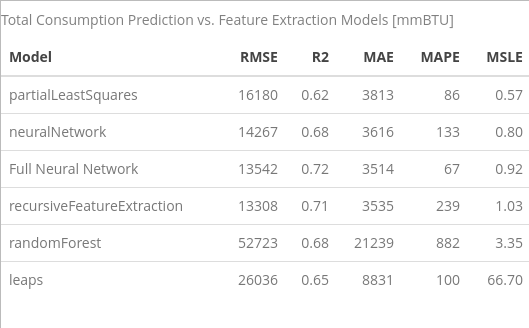 Total Consumption Prediction vs. Feature Extraction Models [mmBTU]
Model RMSE R2 MAE MAPE MSLE
partialLeastSquares 16180 0.62 3813 86 0.57
neuralNetwork 14267 0.68 3616 133 0.80
Full Neural Network 13542 0.72 3514 67 0.92
recursiveFeatureExtraction 13308 0.71 3535 239 1.03
randomForest 52723 0.68 21239 882 3.35
leaps 26036 0.65 8831 100 66.70